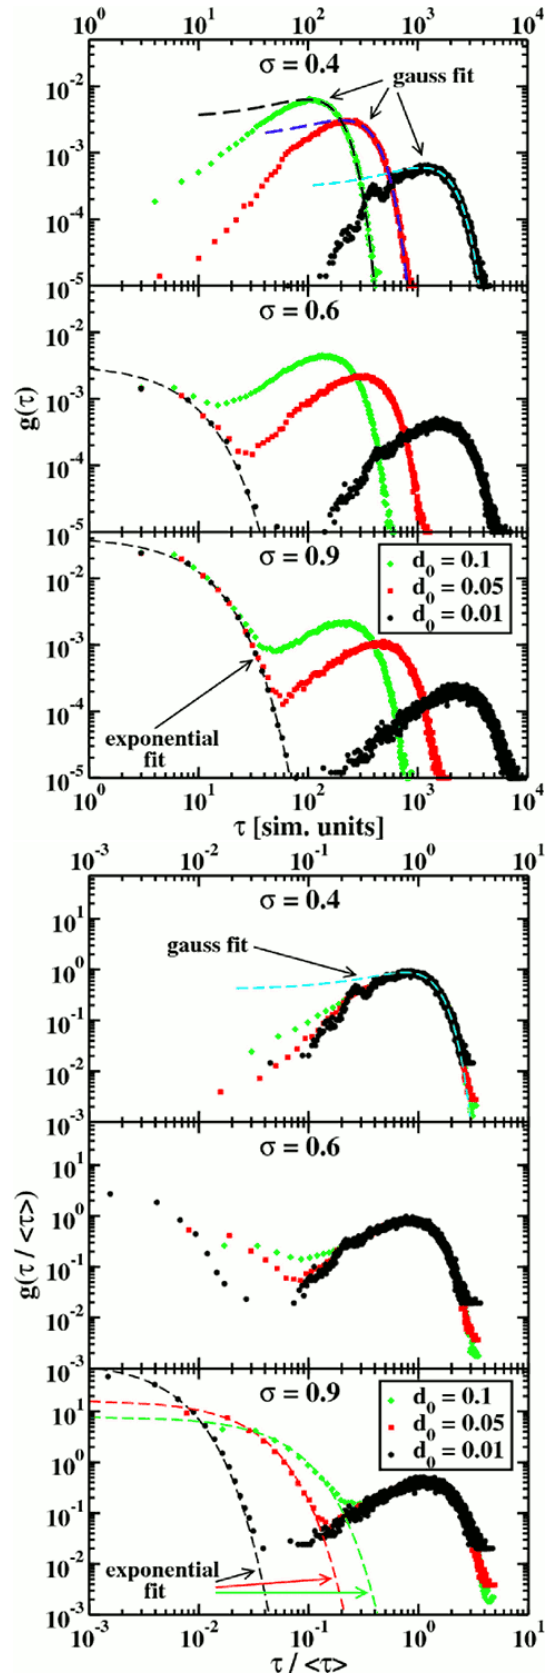 10^0 10^1 10^2 10^3 10^4
σ = 0.4
gauss fit
10^-2
10^-3
10^-4
10^-5
σ = 0.6
10^-2
10^-3
10^-4
10^-5
g(τ)
σ = 0.9
d_0 = 0.1
d_0 = 0.05
d_0 = 0.01
10^-2
10^-3
10^-4
10^-5
exponential
fit
10^0 10^1 10^2 10^3 10^4
τ [sim. units]
10^-3 10^-2 10^-1 10^0 10^1
σ = 0.4
gauss fit
10^1
10^0
10^-1
10^-2
10^-3
σ = 0.6
10^1
10^0
10^-1
10^-2
10^-3
g(τ / <τ>)
σ = 0.9
d_0 = 0.1
d_0 = 0.05
d_0 = 0.01
10^1
10^0
10^-1
10^-2
10^-3
exponential
fit
10^-3 10^-2 10^-1 10^0 10^1
τ / <τ>